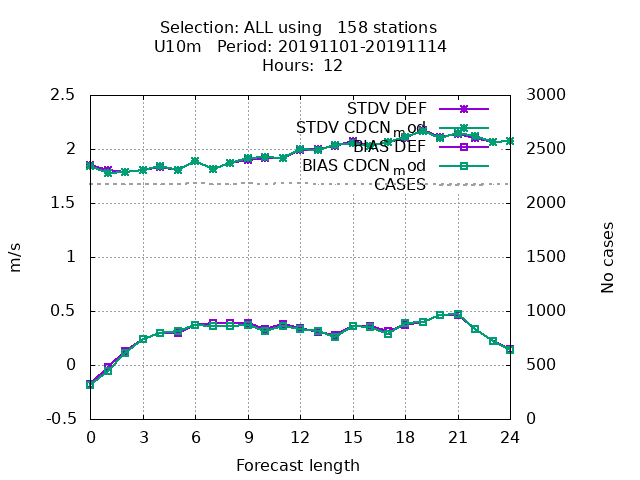 Selection: ALL using   158 stations
U10m   Period: 20191101-20191114
Hours:  12
2.5
2
1.5
1
0.5
0
-0.5
3000
2500
2000
1500
1000
500
0
m/s
No cases
STDV DEF
STDV CDCNmod
BIAS DEF
BIAS CDCNmod
CASES
0 3 6 9 12 15 18 21 24
Forecast length